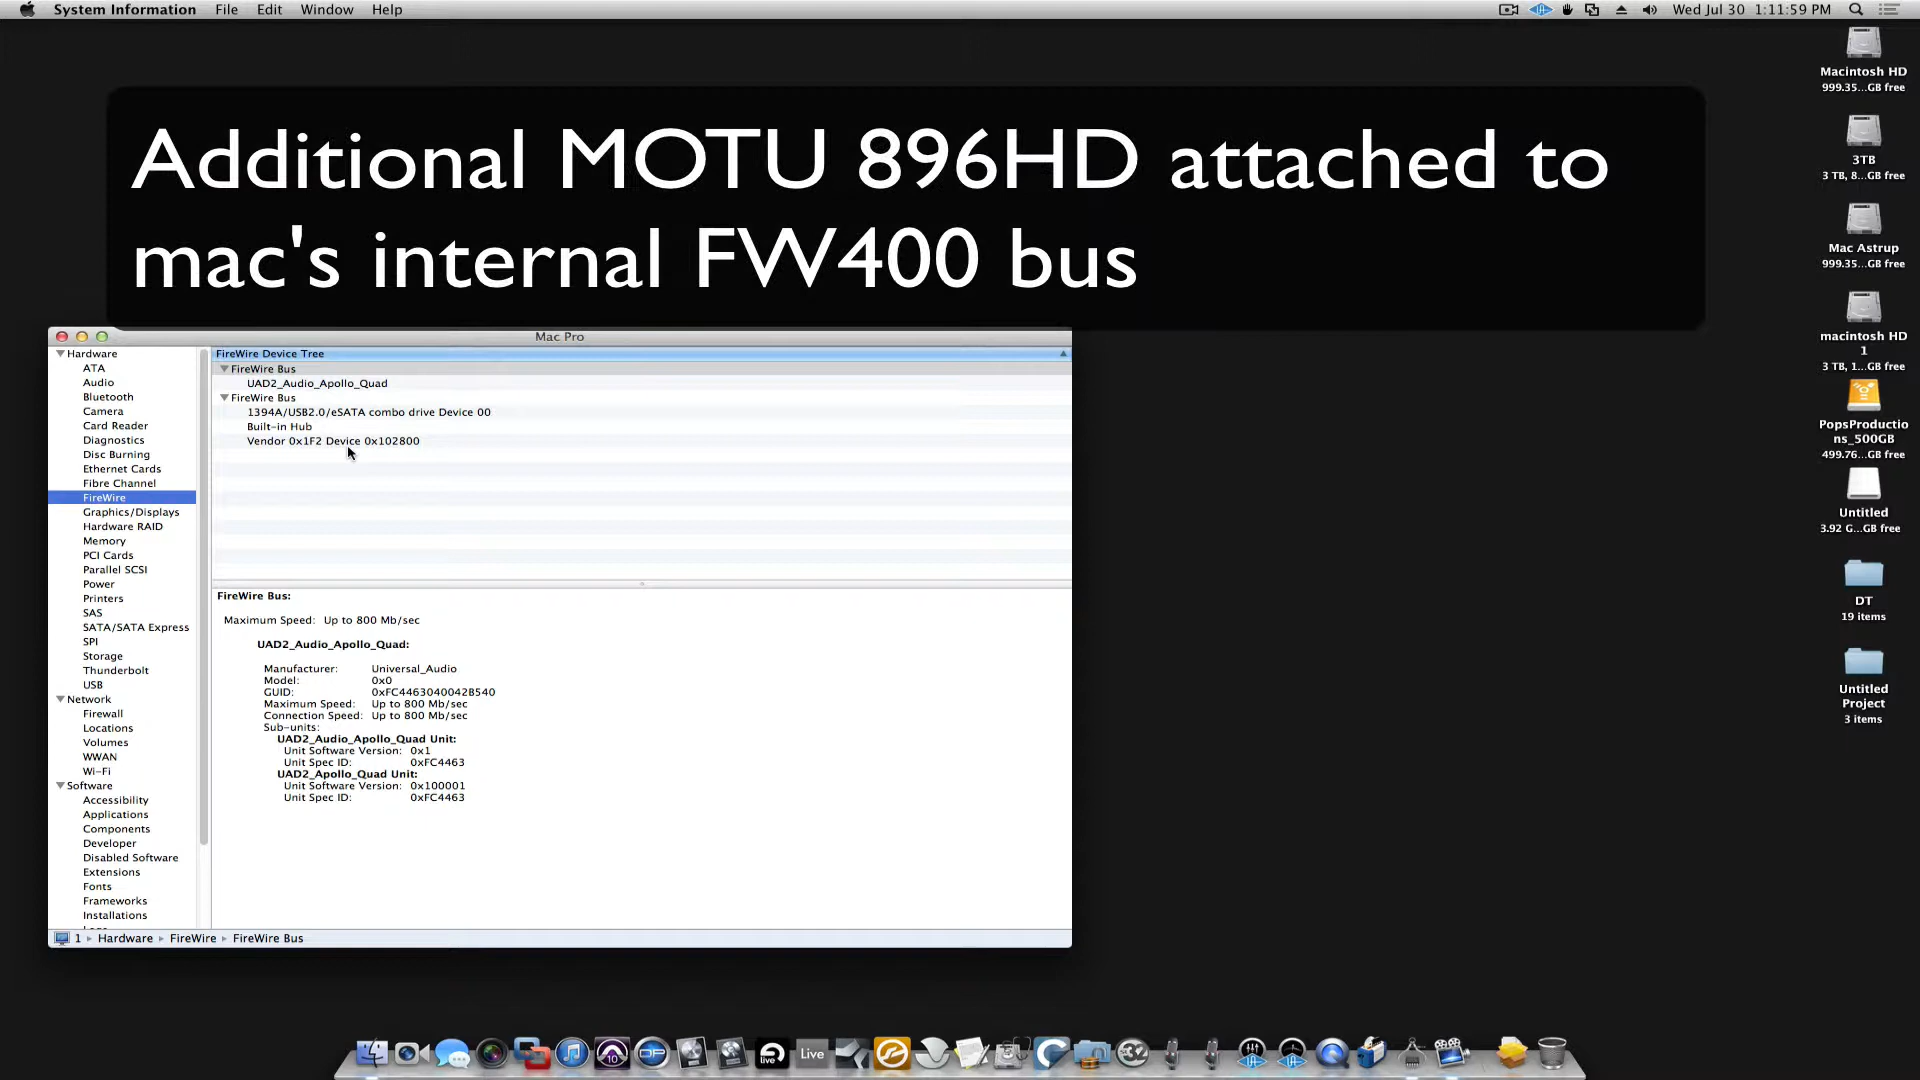 System Information File Edit Window Help
Wed Jul 30 1:11:59 PM
Additional MOTU 896HD attached to
mac's internal FW400 bus
Mac Pro
Hardware
ATA
Audio
Bluetooth
Camera
Card Reader
Diagnostics
Disc Burning
Ethernet Cards
Fibre Channel
FireWire
Graphics/Displays
Hardware RAID
Memory
PCI Cards
Parallel SCSI
Power
Printers
SAS
SATA/SATA Express
SPI
Storage
Thunderbolt
USB
Network
Firewall
Locations
Volumes
WWAN
Wi-Fi
Software
Accessibility
Applications
Components
Developer
Disabled Software
Extensions
Fonts
Frameworks
Installations
FireWire Device Tree
FireWire Bus
UAD2_Audio_Apollo_Quad
FireWire Bus
1394A/USB2.0/eSATA combo drive Device 00
Built-in Hub
Vendor 0x1F2 Device 0x102800
FireWire Bus:
Maximum Speed: Up to 800 Mb/sec
UAD2_Audio_Apollo_Quad:
Manufacturer: Universal_Audio
Model: 0x0
GUID: 0xFC44630400428540
Maximum Speed: Up to 800 Mb/sec
Connection Speed: Up to 800 Mb/sec
Sub-units:
UAD2_Audio_Apollo_Quad Unit:
Unit Software Version: 0x1
Unit Spec ID: 0xFC4463
UAD2_Apollo_Quad Unit:
Unit Software Version: 0x100001
Unit Spec ID: 0xFC4463
1 Hardware FireWire FireWire Bus
Macintosh HD
999.35...GB free
3TB
3 TB, 8...GB free
Mac Astrup
999.35...GB free
macintosh HD
1
3 TB, 1...GB free
PopsProductio
ns_500GB
499.76...GB free
Untitled
3.92 G...GB free
DT
19 items
Untitled
Project
3 items
10
DP
live
Live
32